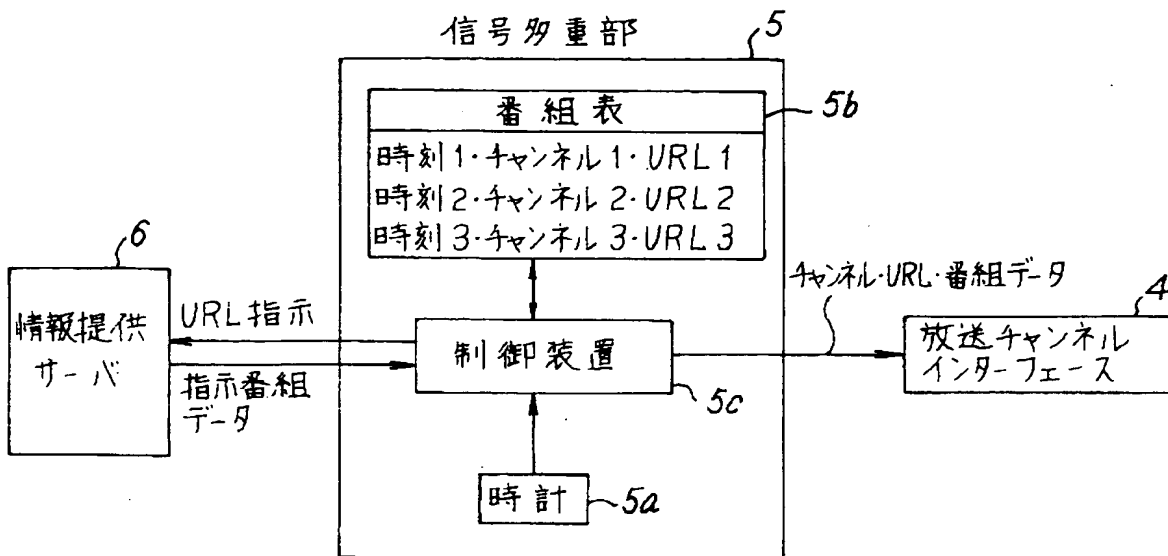 信号多重部
5
番組表
5b
時刻1・チャンネル1・URL1
時刻2・チャンネル2・URL2
時刻3・チャンネル3・URL3
6
情報提供
サーバ
URL指示
指示番組
データ
制御装置
5c
チャンネル・URL・番組データ
4
放送チャンネル
インターフェース
時計
5a